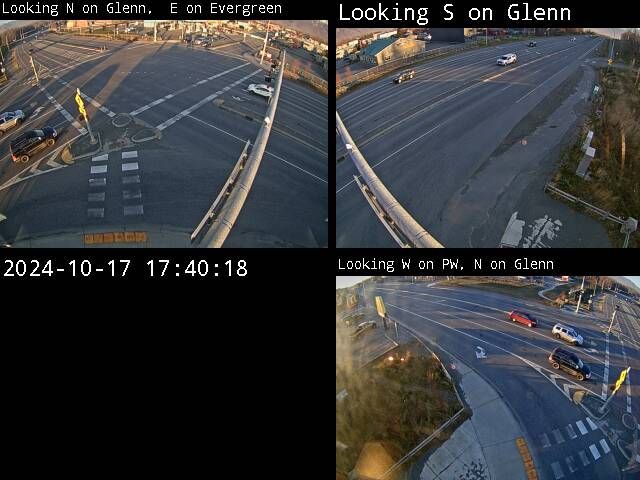 Looking N on Glenn, E on Evergreen
Looking S on Glenn
2024-10-17 17:40:18
Looking W on PW, N on Glenn